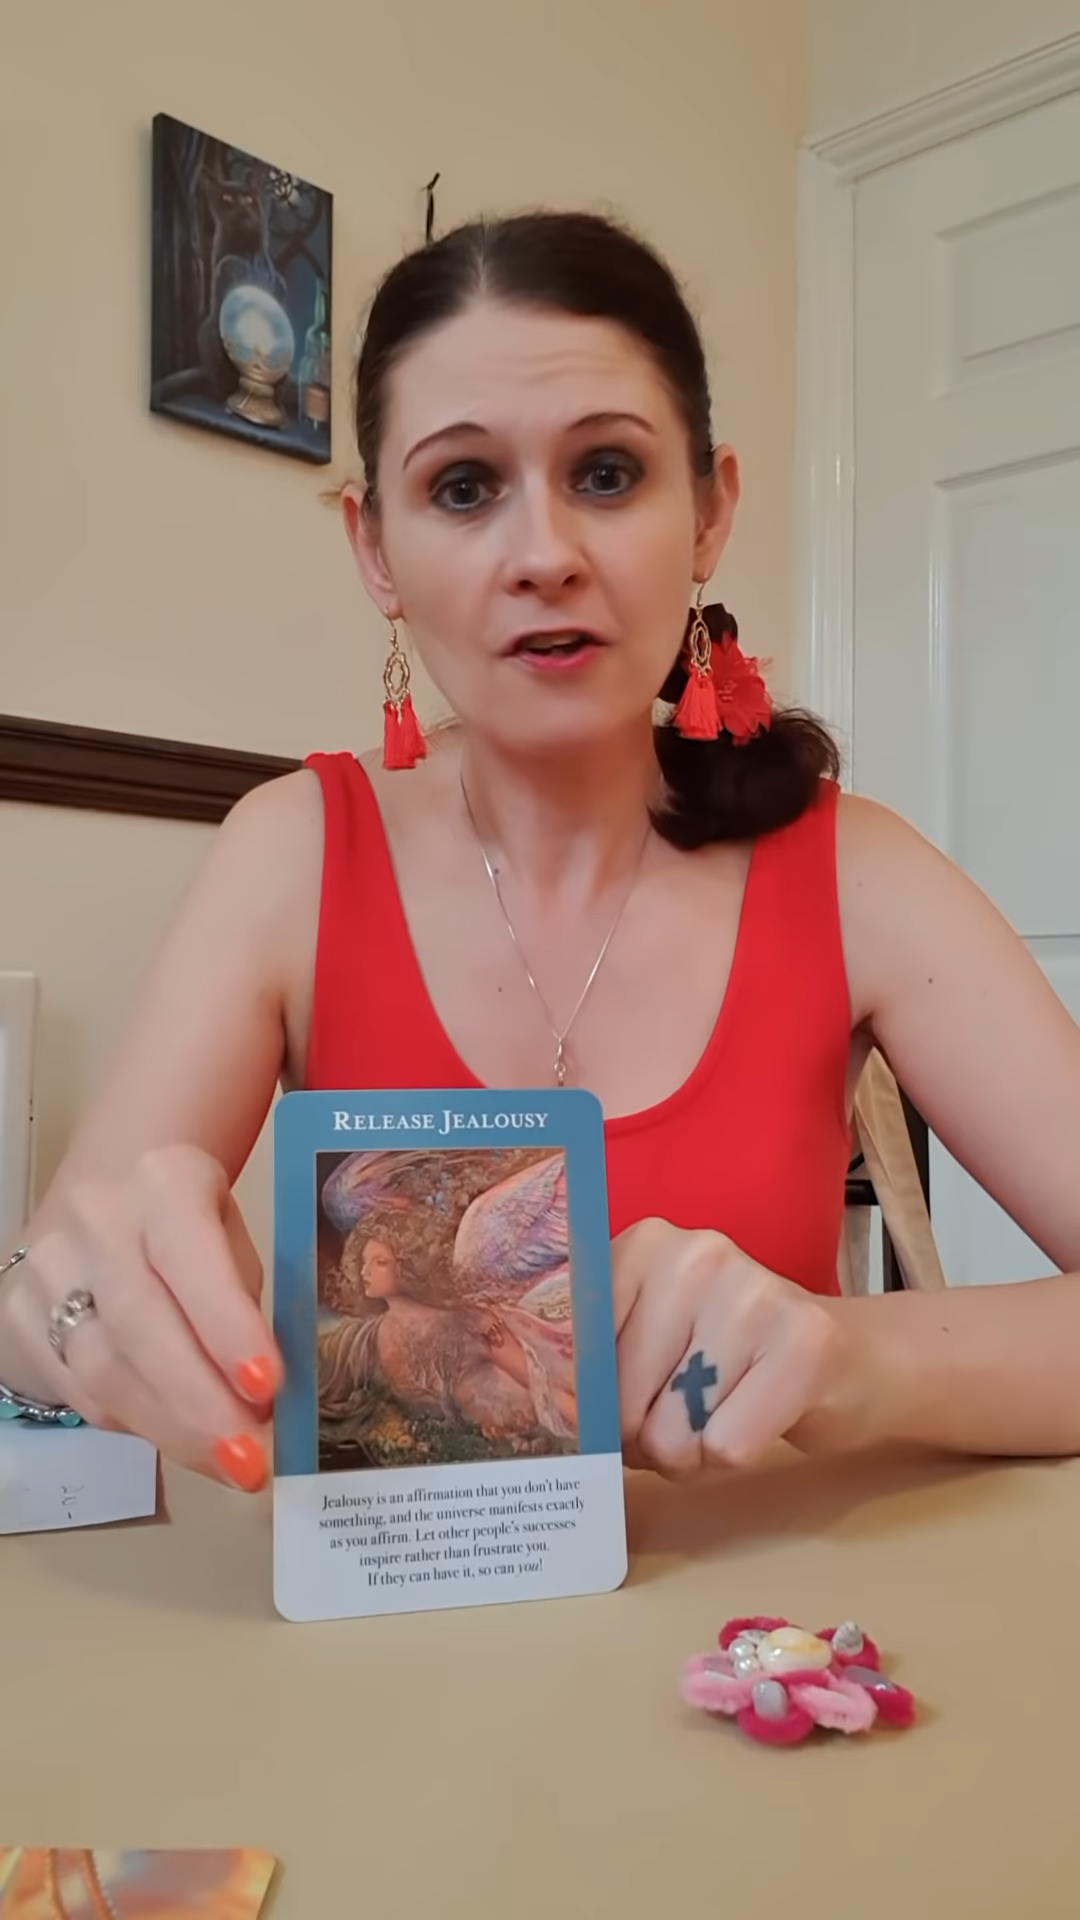 RELEASE JEALOUSY
Jealousy is an affirmation that you don't have
something, and the universe manifests exactly
as you affirm. Let other people's successes
inspire rather than frustrate you.
If they can have it, so can you!